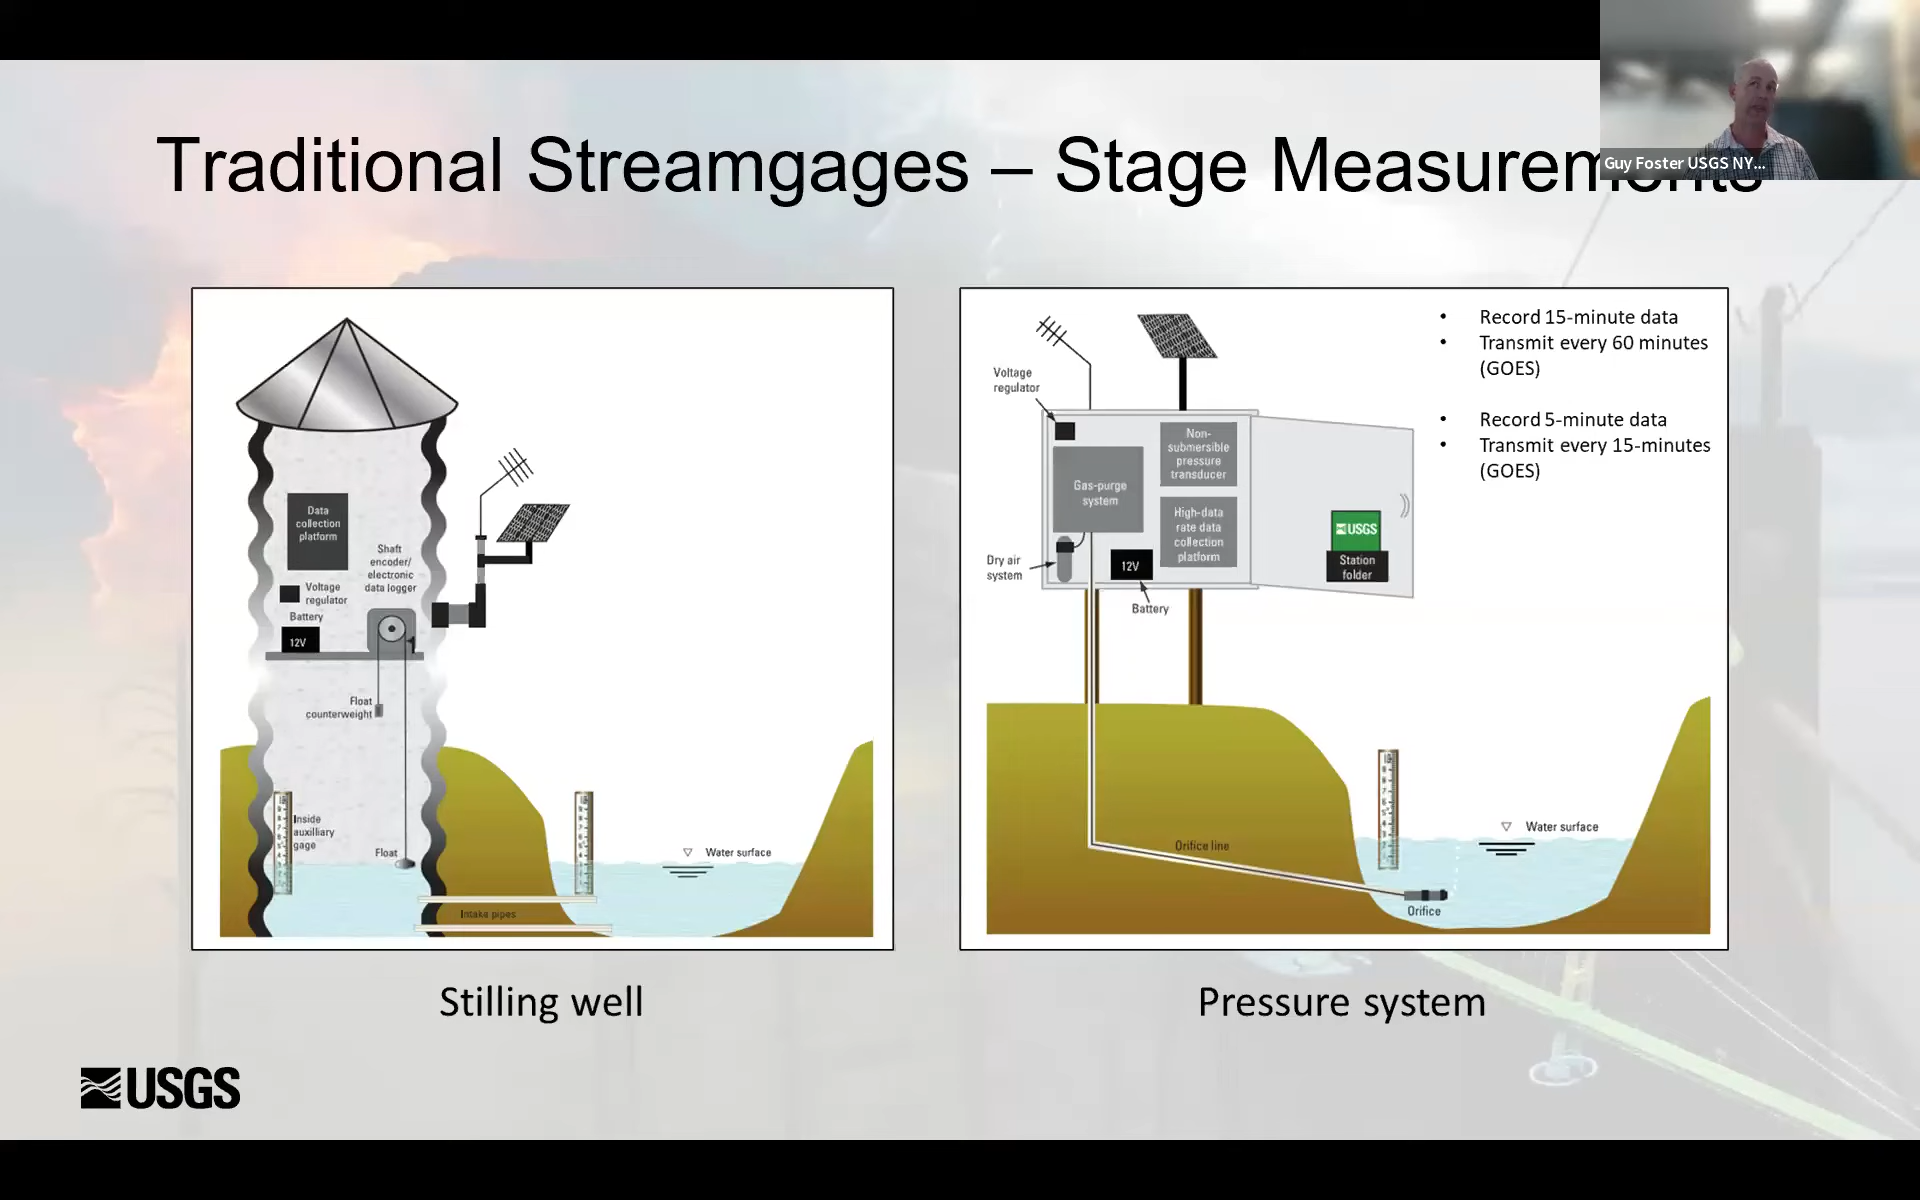 Guy Foster USGS NY...
Traditional Streamgages – Stage Measurements
Data
collection
platform
Shaft
encoder/
electronic
data logger
Voltage
regulator
Battery
12V
Float
counterweight
Inside
auxilliary
gage
Float
Water surface
Intake pipes
Stilling well
Voltage
regulator
Non-
submersible
pressure
transducer
Gas-purge
system
High-data
rate data
collection
platform
Dry air
system
12V
Battery
USGS
Station
folder
• Record 15-minute data
• Transmit every 60 minutes
(GOES)
• Record 5-minute data
• Transmit every 15-minutes
(GOES)
Orifice line
Water surface
Orifice
Pressure system
USGS